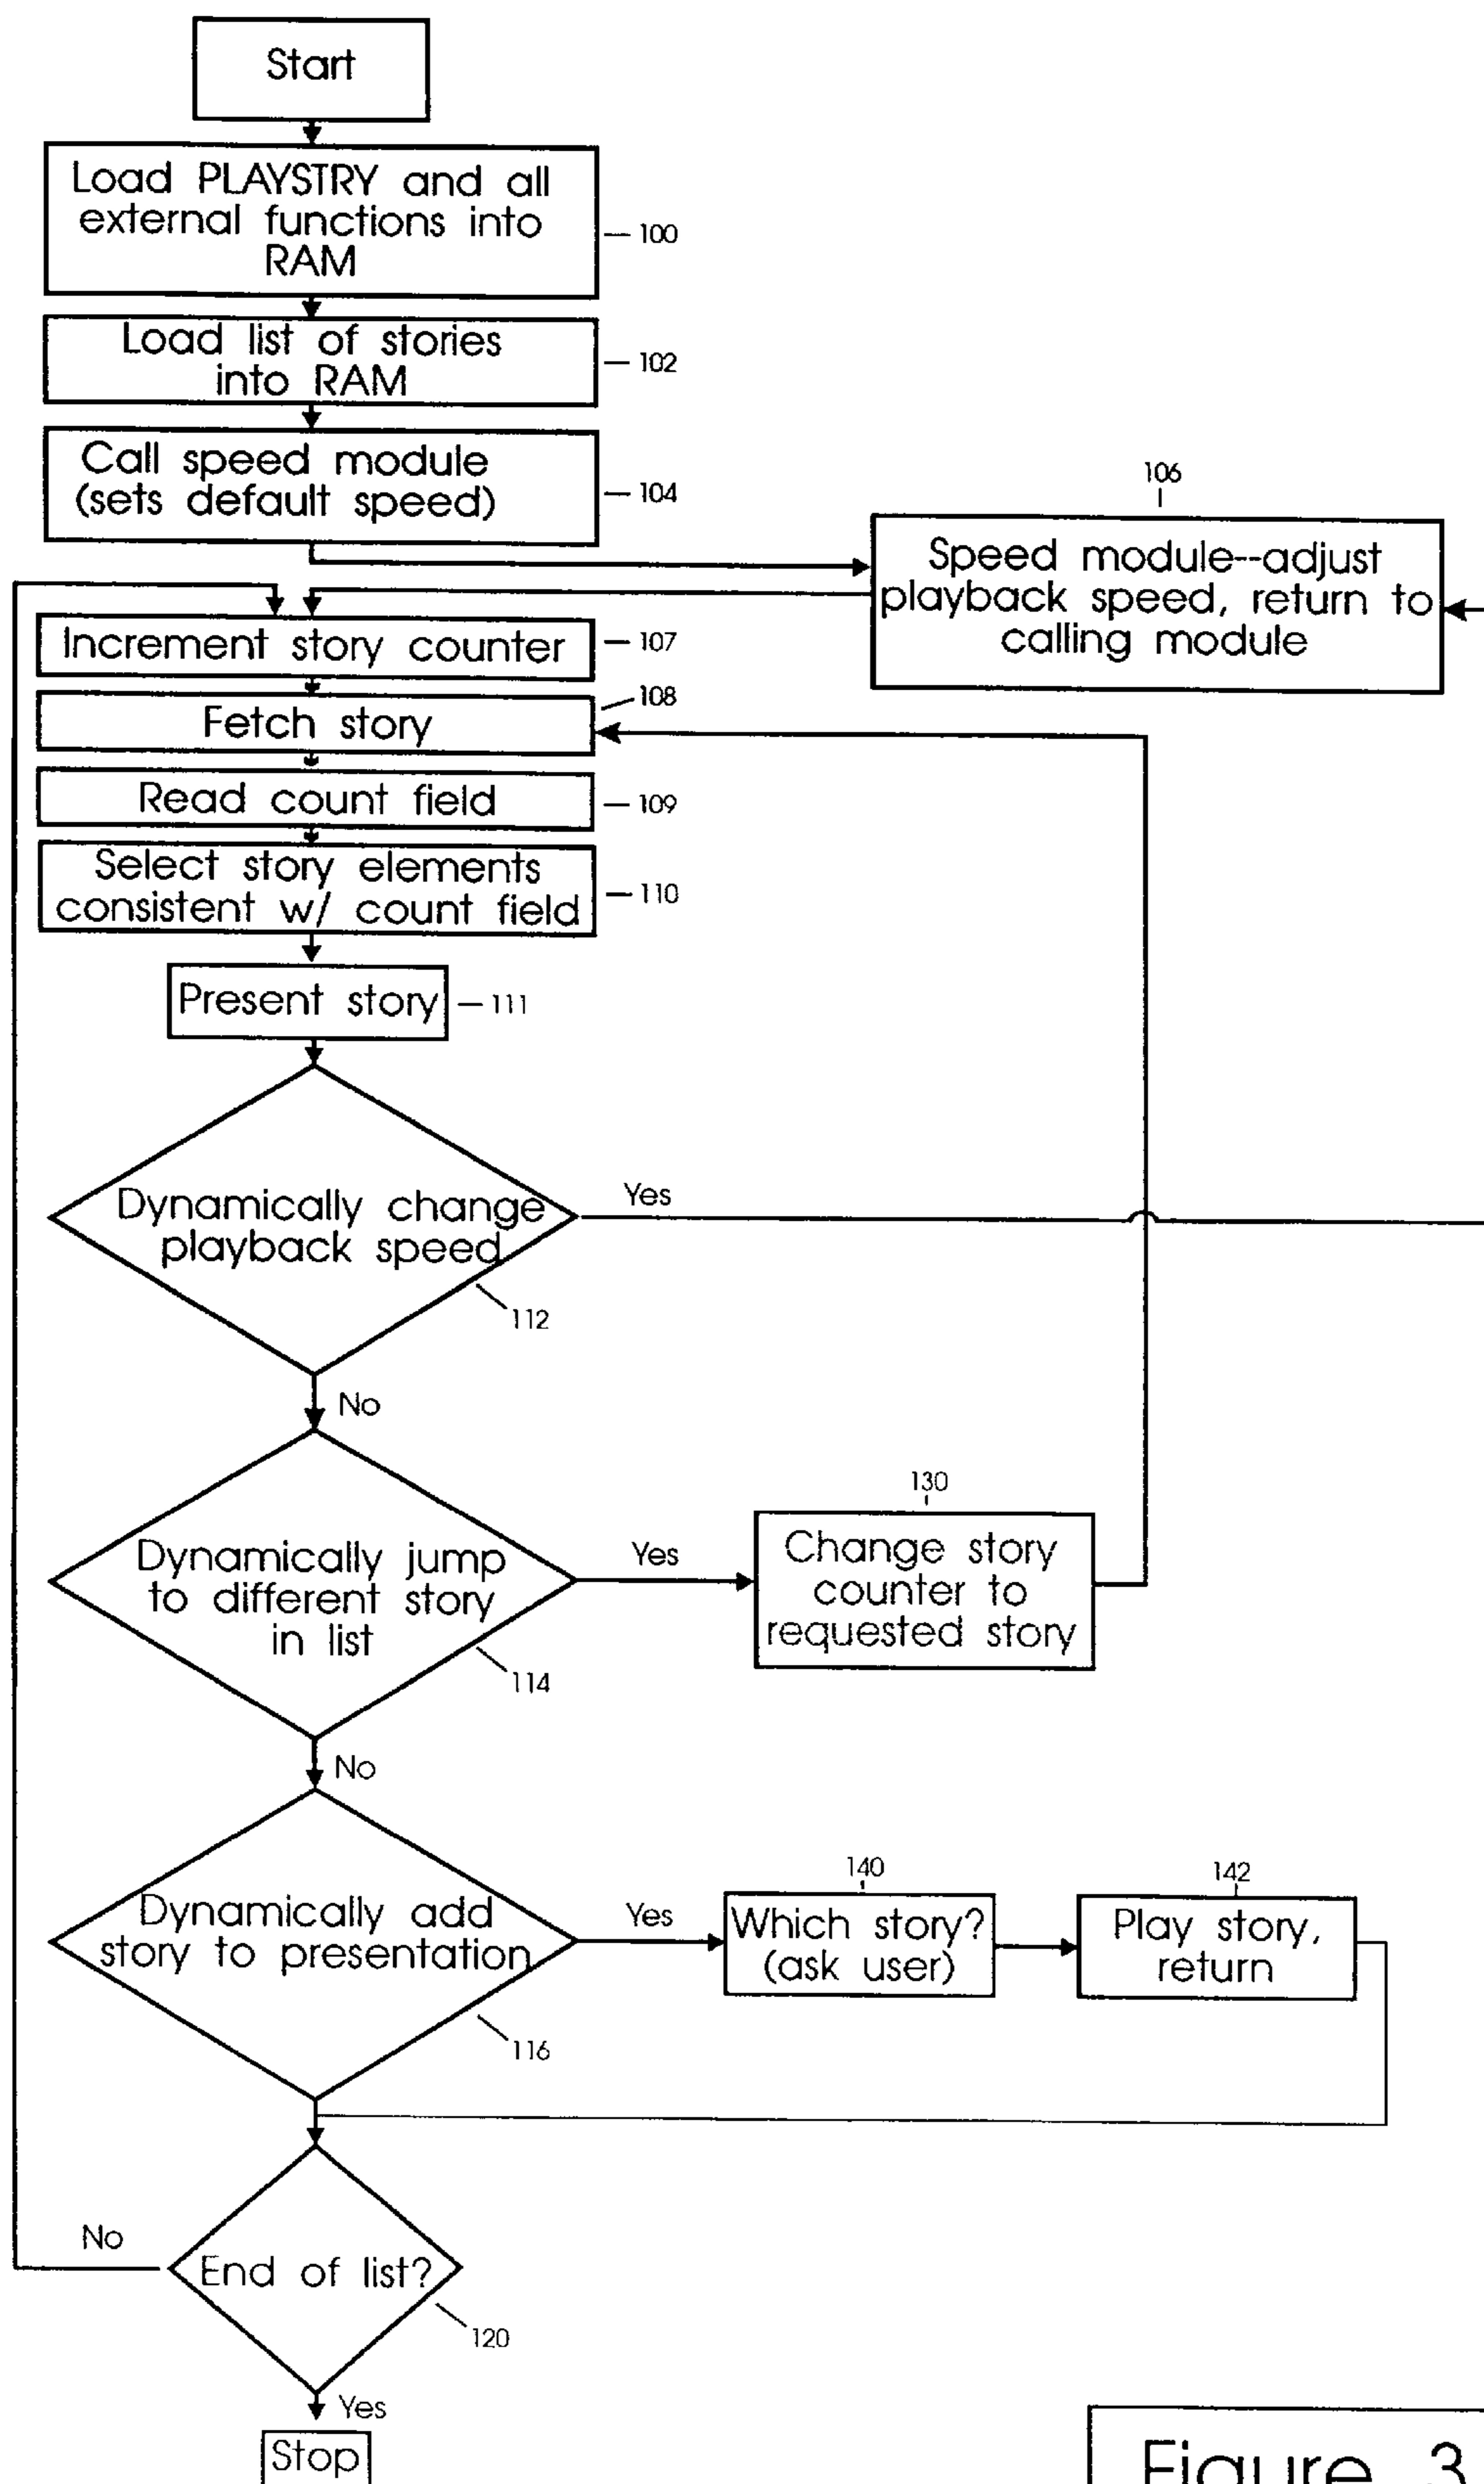 Start
Load PLAYSTRY and all
external functions into
RAM
100
Load list of stories
into RAM
102
Call speed module
(sets default speed)
104
106
Speed module--adjust
playback speed, return to
calling module
Increment story counter
107
Fetch story
108
Read count field
109
Select story elements
consistent w/ count field
110
Present story
111
Dynamically change
playback speed
Yes
112
No
Dynamically jump
to different story
in list
Yes
114
130
Change story
counter to
requested story
No
Dynamically add
story to presentation
Yes
116
140
Which story?
(ask user)
142
Play story,
return
No
End of list?
120
Yes
Stop
Figure 3